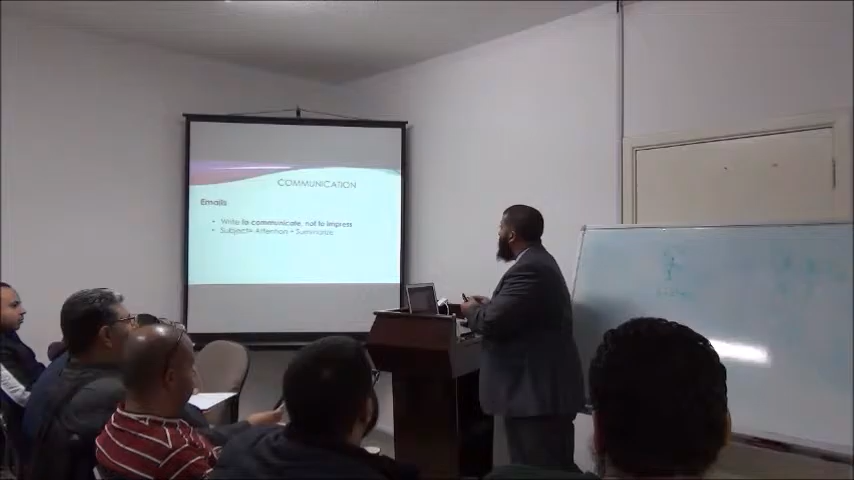 COMMUNICATION
Emails
• Write to communicate, not to impress
• Subject= Attention = Summarize